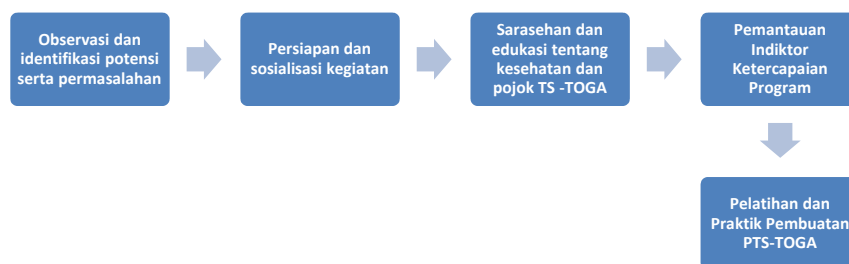 Observasi dan
identifikasi potensi
serta permasalahan
Persiapan dan
sosialisasi kegiatan
Sarasehan dan
edukasi tentang
kesehatan dan
pojok TS -TOGA
Pemantauan
Indiktor
Ketercapaian
Program
Pelatihan dan
Praktik Pembuatan
PTS-TOGA